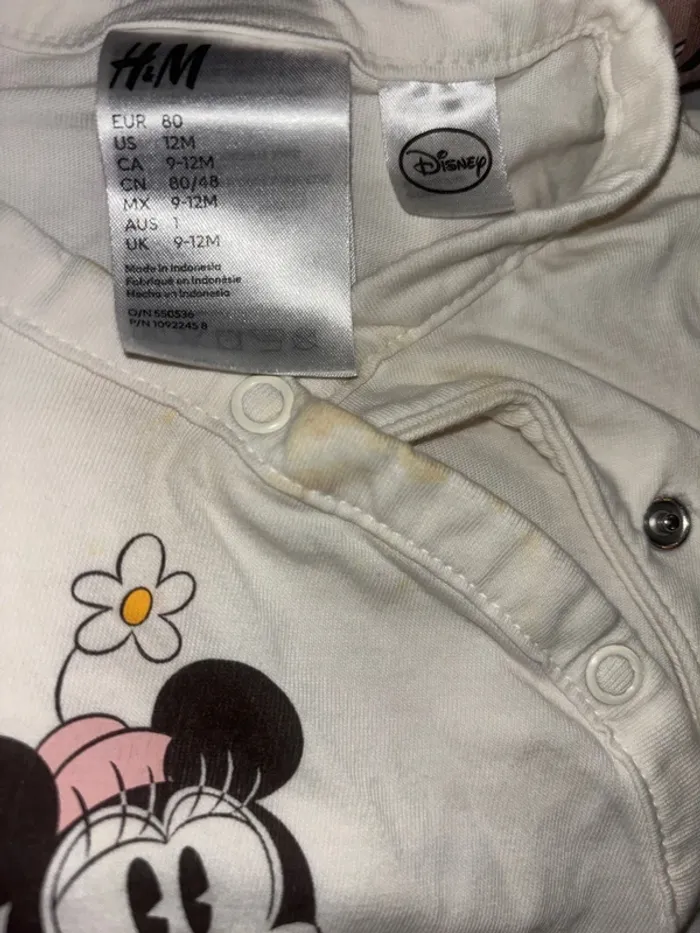 H&M
EUR 80
US 12M
CA 9-12M
CN 80/48
MX 9-12M
AUS 1
UK 9-12M
Made in Indonesia
Fabriqué en Indonésie
Hecho en Indonesia
O/N 550536
P/N 1092245 8
Disney